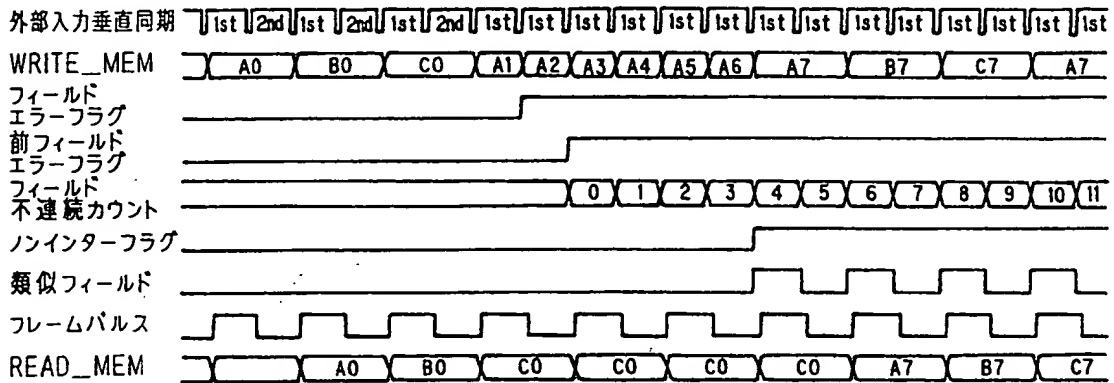 外部入力垂直同期 1st 2nd 1st 2nd 1st 2nd 1st 1st 1st 1st 1st 1st 1st 1st 1st 1st 1st 1st 1st 1st
WRITE_MEM A0 B0 C0 A1 A2 A3 A4 A5 A6 A7 B7 C7 A7
フィールド
エラーフラグ
前フィールド
エラーフラグ
フィールド
不連続カウント 0 1 2 3 4 5 6 7 8 9 10 11
ノンインターフラグ
類似フィールド
フレームパルス
READ_MEM A0 B0 C0 C0 C0 C0 A7 B7 C7